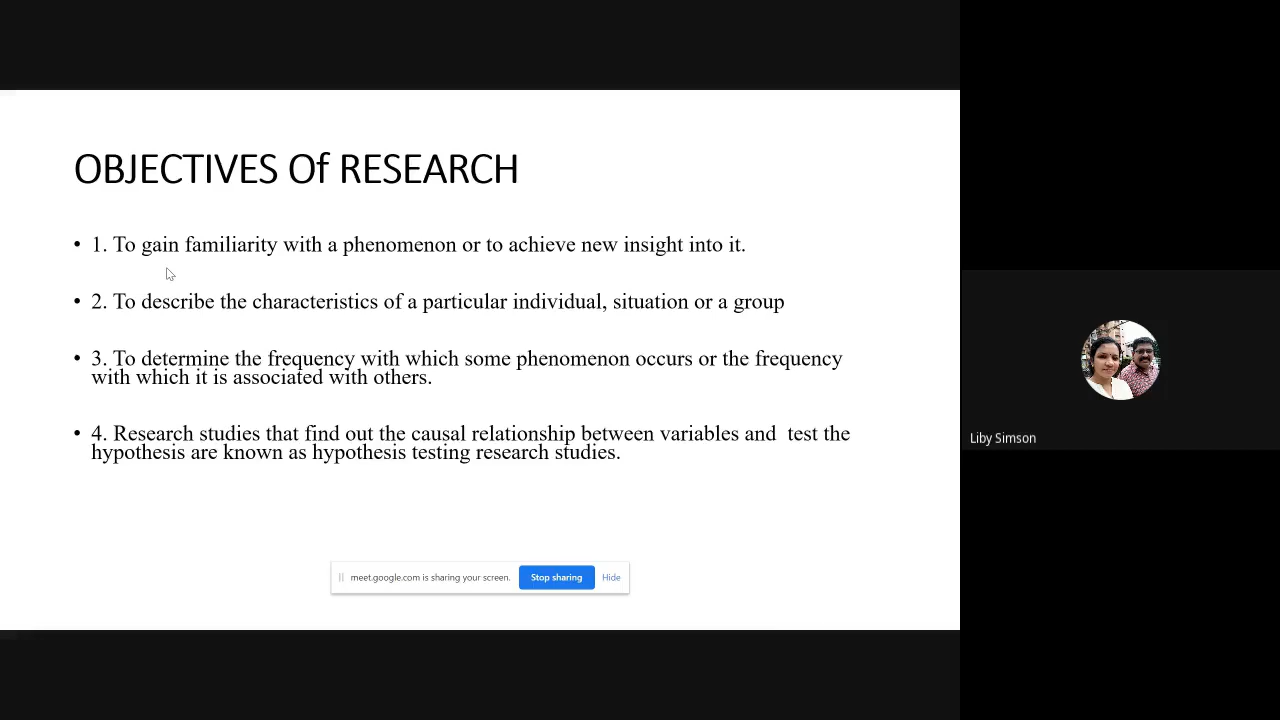 OBJECTIVES Of RESEARCH
• 1. To gain familiarity with a phenomenon or to achieve new insight into it.
• 2. To describe the characteristics of a particular individual, situation or a group
• 3. To determine the frequency with which some phenomenon occurs or the frequency
with which it is associated with others.
• 4. Research studies that find out the causal relationship between variables and  test the
hypothesis are known as hypothesis testing research studies.
meet.google.com is sharing your screen. Stop sharing Hide
Liby Simson